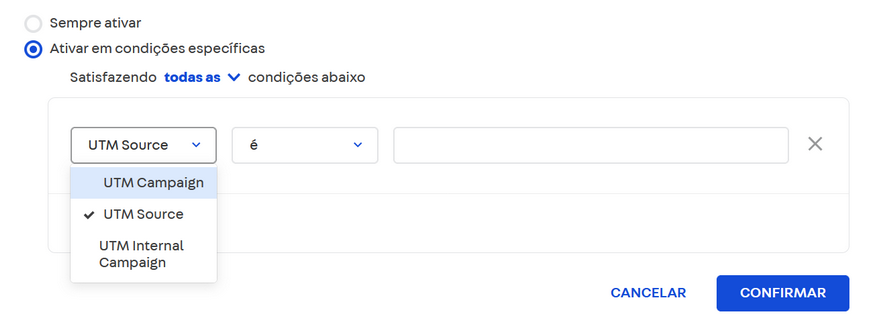 Sempre ativar
Ativar em condições específicas
Satisfazendo todas as condições abaixo
UTM Source é
UTM Campaign
UTM Source
UTM Internal
Campaign
CANCELAR CONFIRMAR